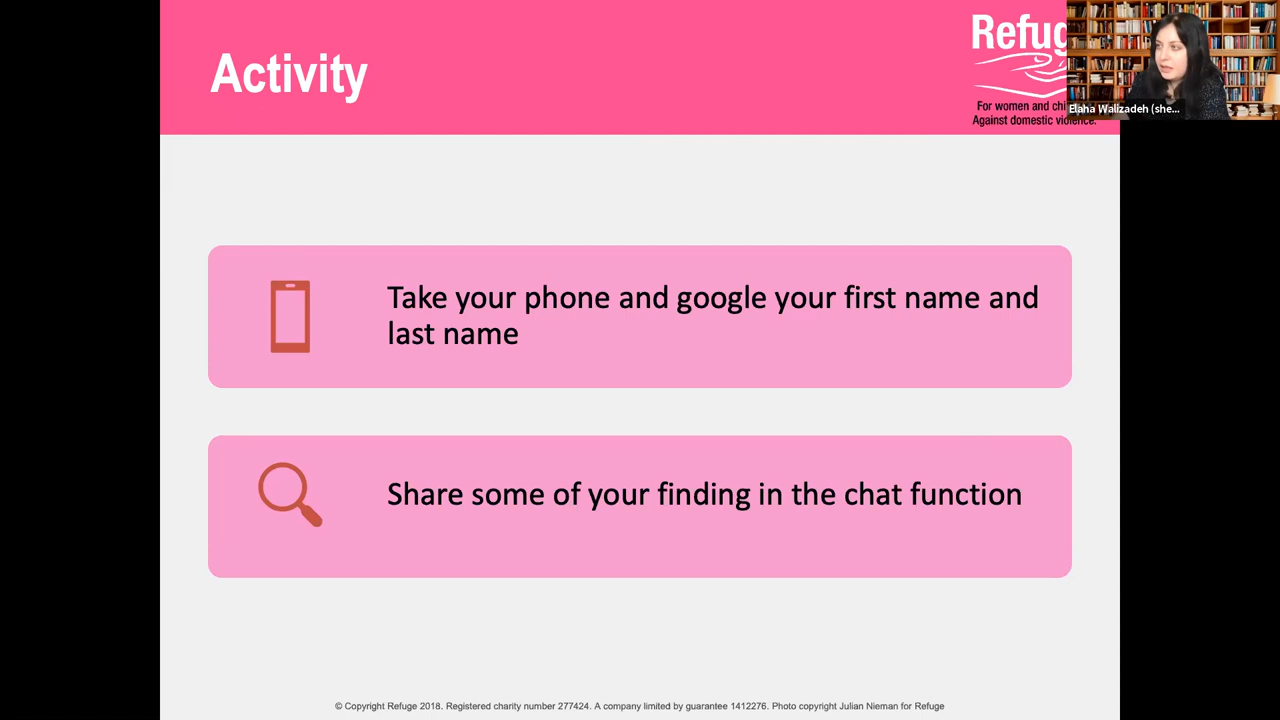 Activity
Refug
For women and chi
Against domestic violence.
Elaha Walizadeh (she...
Take your phone and google your first name and
last name
Share some of your finding in the chat function
© Copyright Refuge 2018. Registered charity number 277424. A company limited by guarantee 1412276. Photo copyright Julian Nieman for Refuge